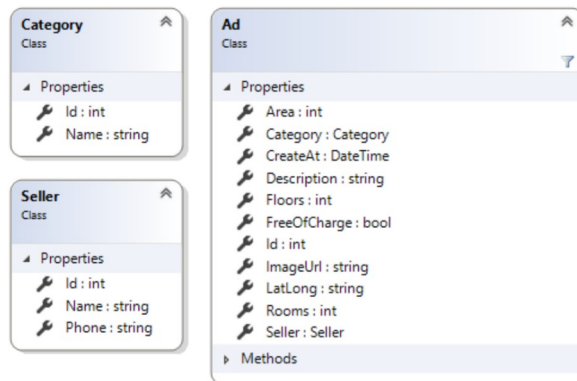 Category
Class
Properties
Id : int
Name : string
Seller
Class
Properties
Id : int
Name : string
Phone : string
Ad
Class
Properties
Area : int
Category : Category
CreateAt : DateTime
Description : string
Floors : int
FreeOfCharge : bool
Id : int
ImageUrl : string
LatLong : string
Rooms : int
Seller : Seller
Methods